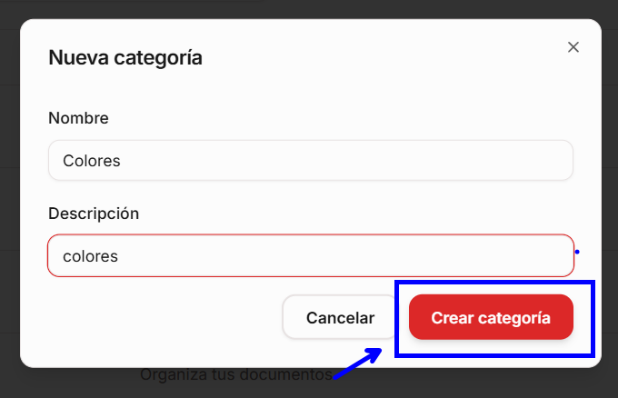 Nueva categoría
Nombre
Colores
Descripción
colores
Cancelar
Crear categoría
Organiza tus documentos